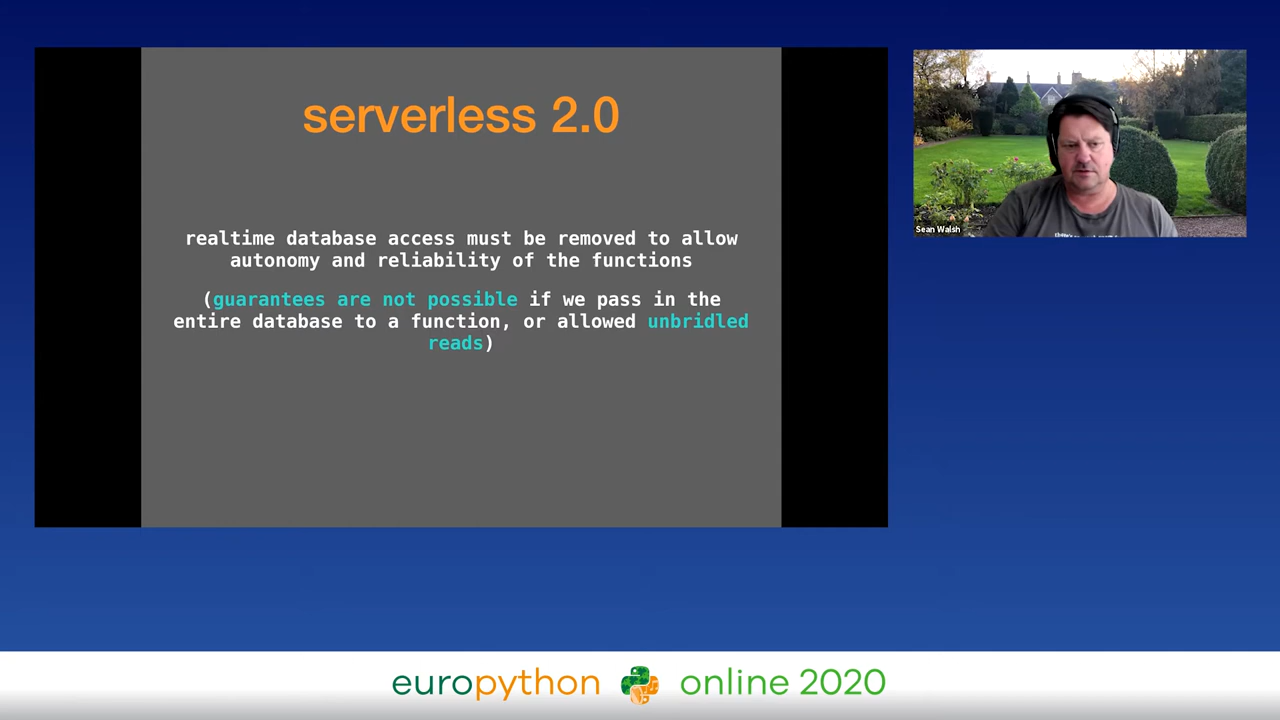 serverless 2.0
realtime database access must be removed to allow
autonomy and reliability of the functions
(guarantees are not possible if we pass in the
entire database to a function, or allowed unbridled
reads)
Sean Walsh
europython online 2020